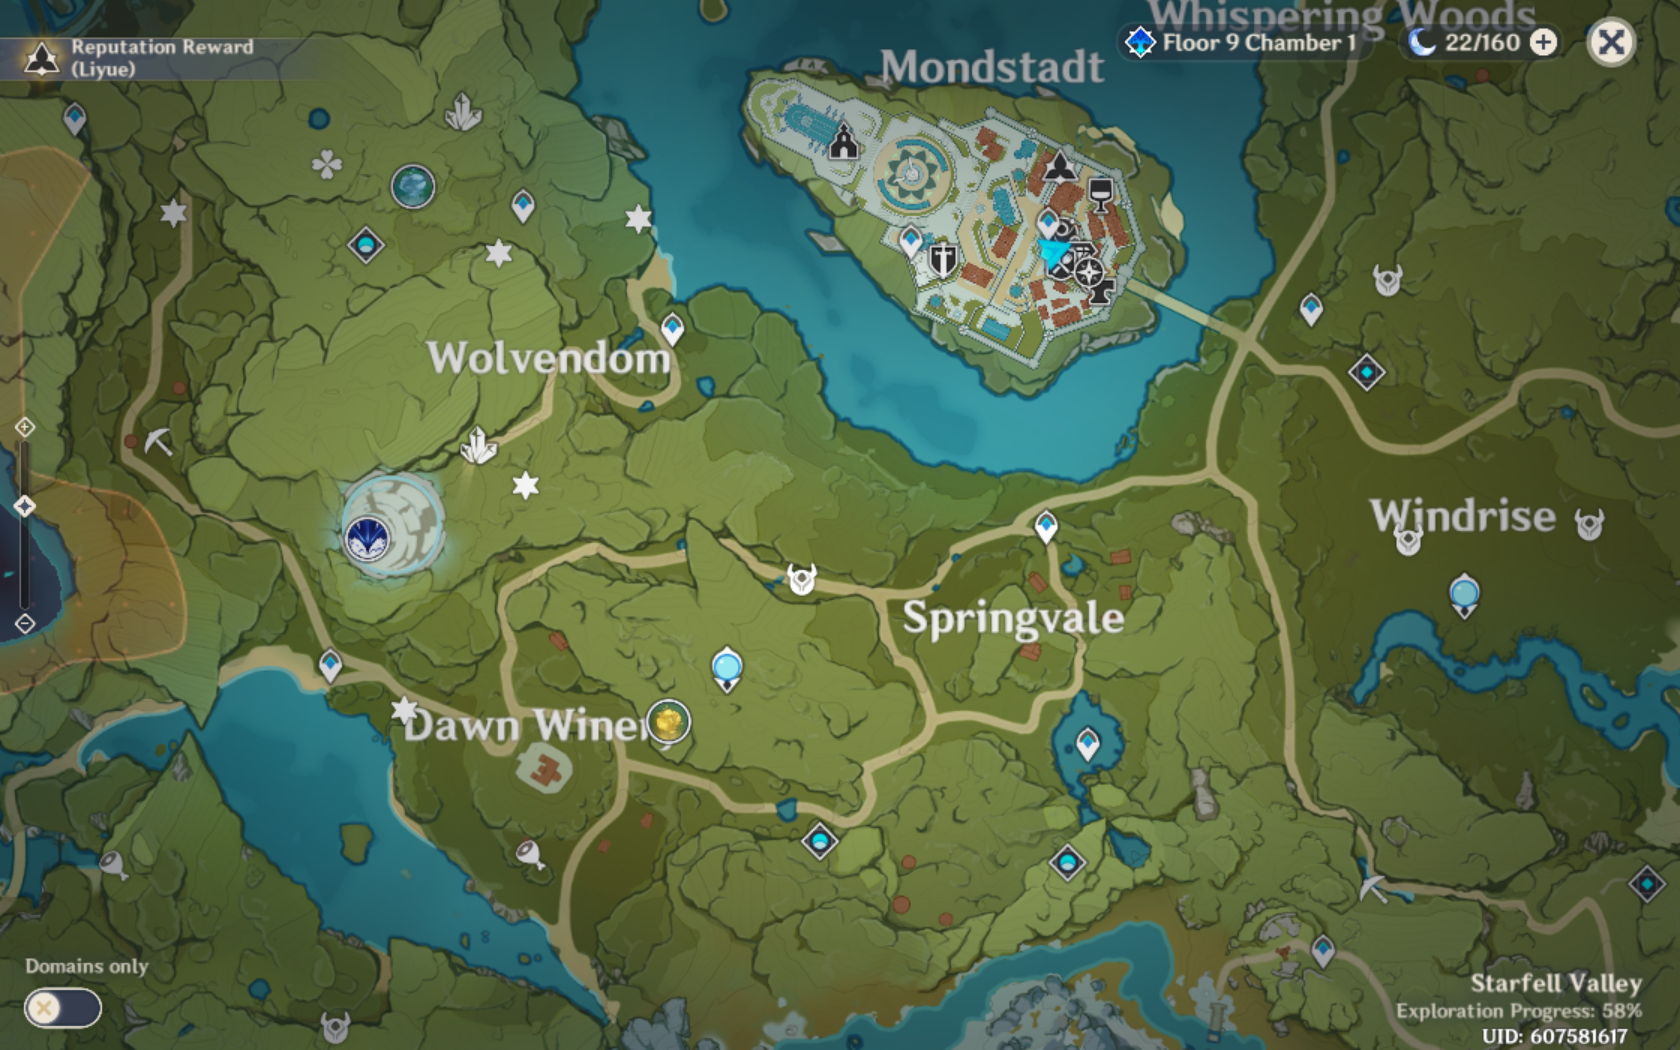 Whispering Woods
Reputation Reward
(Liyue)
Floor 9 Chamber 1
22/160
Mondstadt
Wolvendom
Windrise
Springvale
Dawn Winer
Domains only
Starfell Valley
Exploration Progress: 58%
UID: 607581617